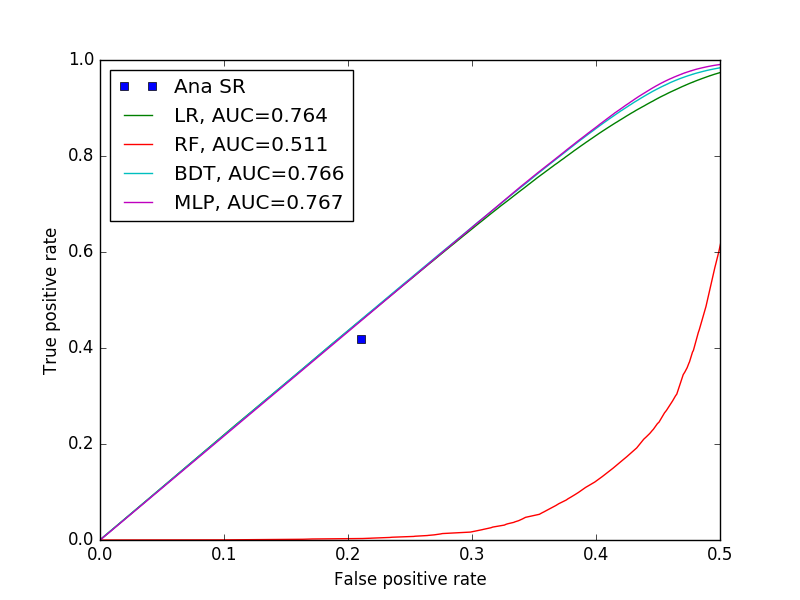 Ana SR
LR, AUC=0.764
RF, AUC=0.511
BDT, AUC=0.766
MLP, AUC=0.767
1.0
0.8
0.6
0.4
0.2
0.0
True positive rate
0.0 0.1 0.2 0.3 0.4 0.5
False positive rate